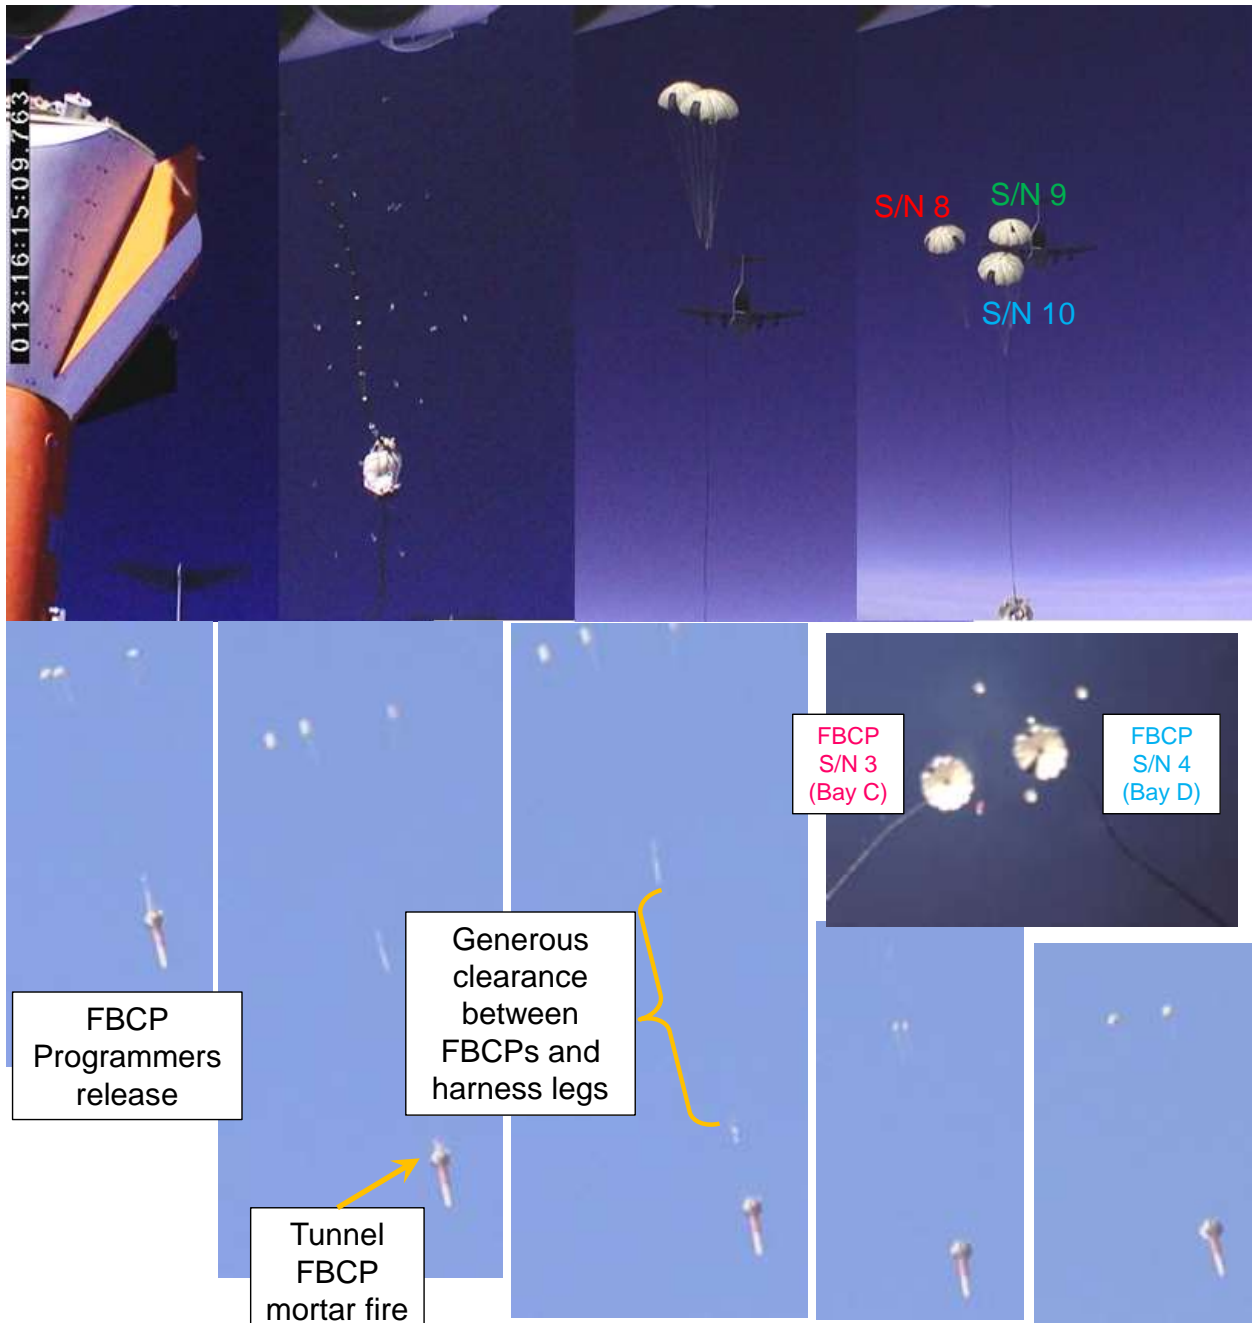 013:16:15:09.763
S/N 8
S/N 9
S/N 10
FBCP
S/N 3
(Bay C)
FBCP
S/N 4
(Bay D)
FBCP
Programmers
release
Generous
clearance
between
FBCPs and
harness legs
Tunnel
FBCP
mortar fire